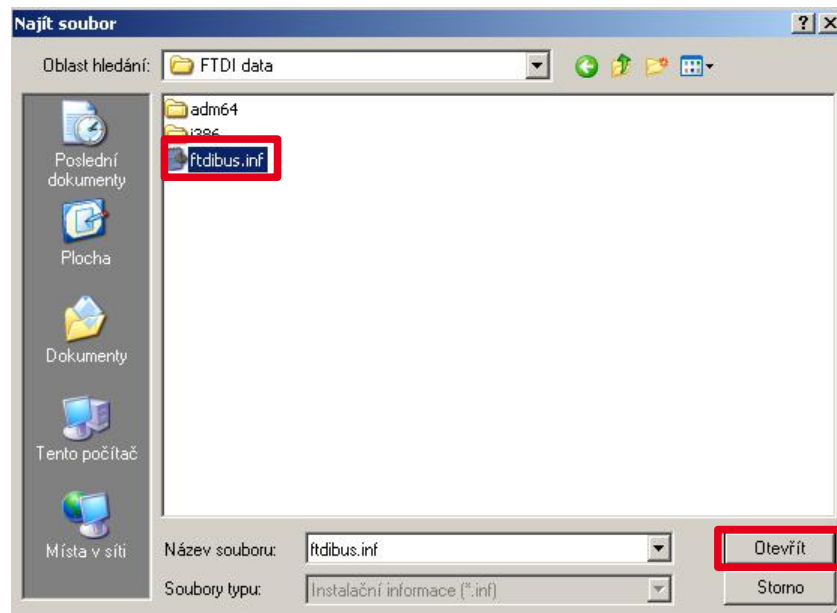 Najít soubor
Oblast hledání: FTDI data
adm64
i386
ftdibus.inf
Poslední
dokumenty
Plocha
Dokumenty
Tento počítač
Místa v síti
Název souboru: ftdibus.inf Otevřít
Soubory typu: Instalační informace (*.inf) Storno